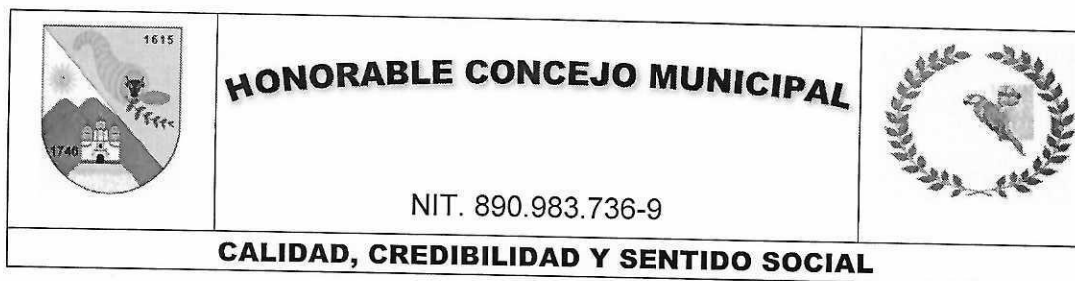 1615
1740
HONORABLE CONCEJO MUNICIPAL
NIT. 890.983.736-9
CALIDAD, CREDIBILIDAD Y SENTIDO SOCIAL